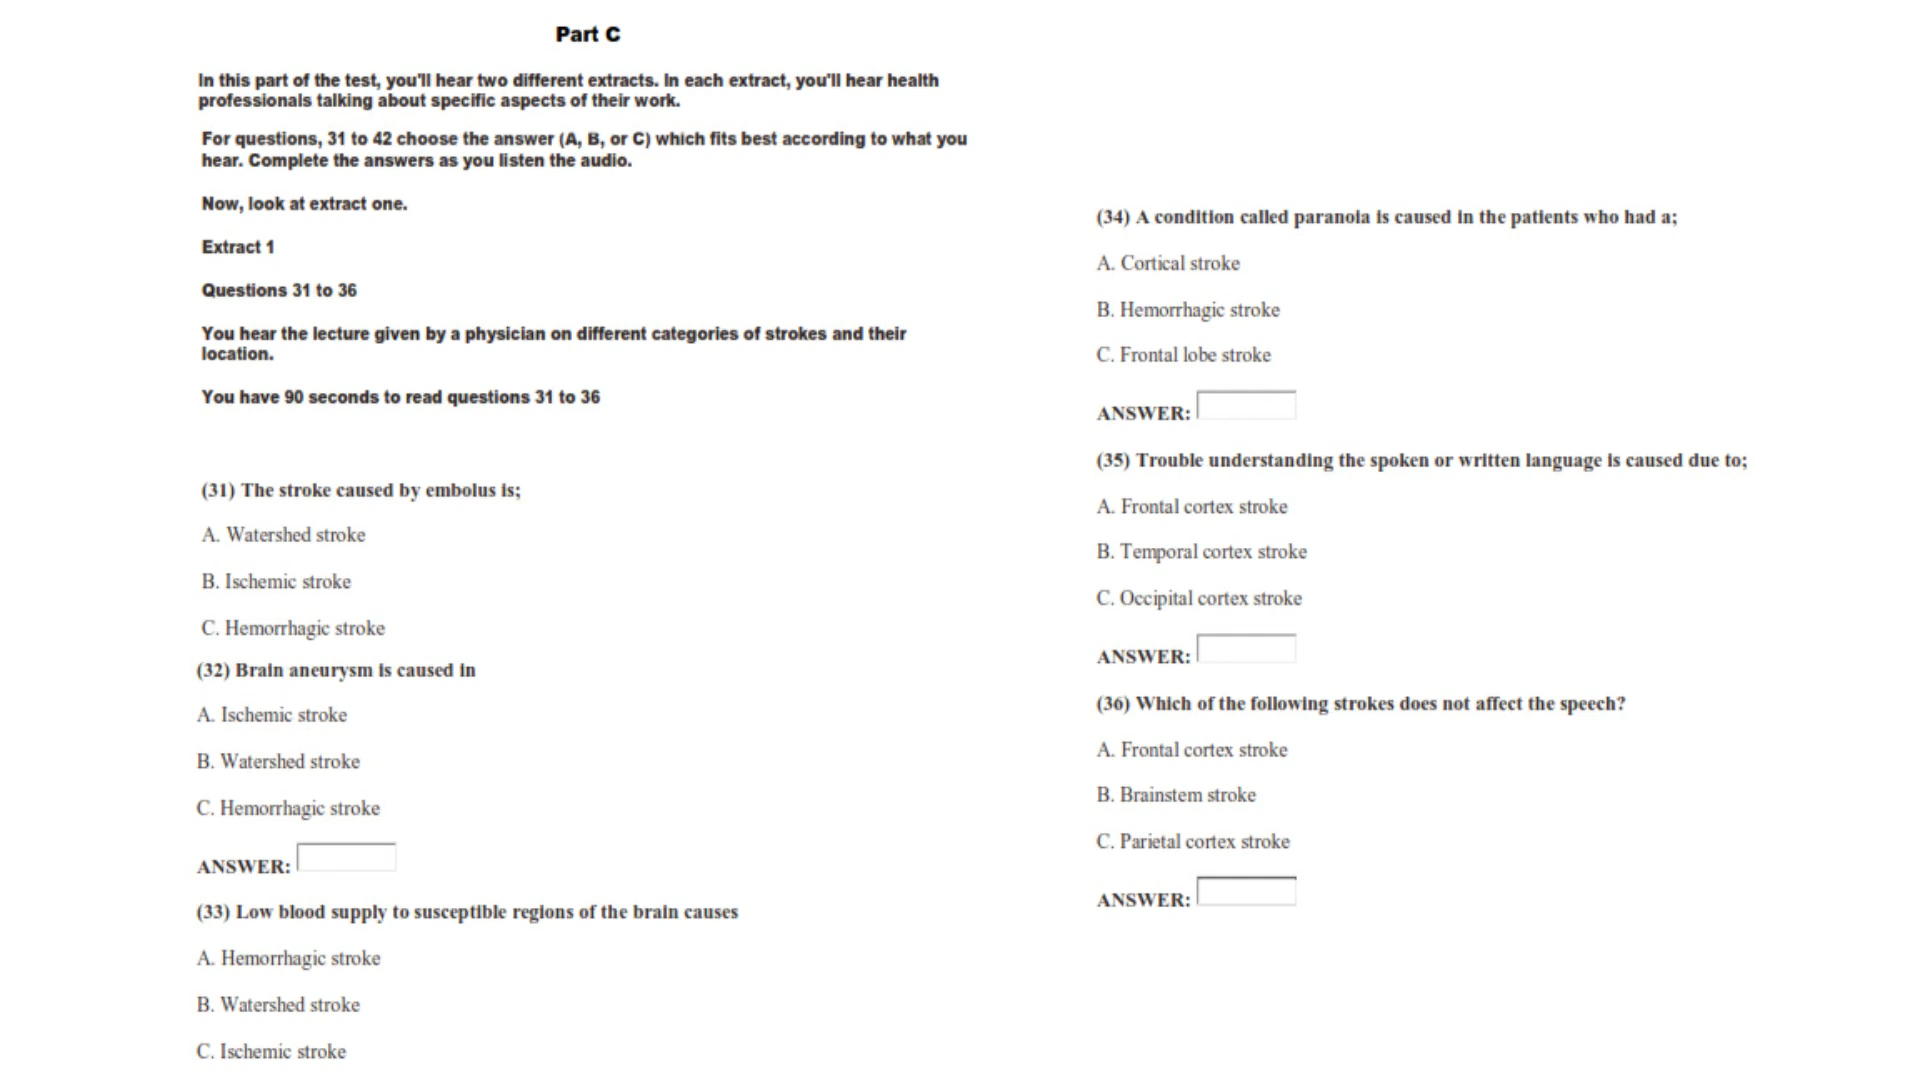 Part C
In this part of the test, you'll hear two different extracts. In each extract, you'll hear health
professionals talking about specific aspects of their work.
For questions, 31 to 42 choose the answer (A, B, or C) which fits best according to what you
hear. Complete the answers as you listen the audio.
Now, look at extract one.
Extract 1
Questions 31 to 36
You hear the lecture given by a physician on different categories of strokes and their
location.
You have 90 seconds to read questions 31 to 36
(31) The stroke caused by embolus is;
A. Watershed stroke
B. Ischemic stroke
C. Hemorrhagic stroke
(32) Brain aneurysm is caused in
A. Ischemic stroke
B. Watershed stroke
C. Hemorrhagic stroke
ANSWER:
(33) Low blood supply to susceptible regions of the brain causes
A. Hemorrhagic stroke
B. Watershed stroke
C. Ischemic stroke
(34) A condition called paranoia is caused in the patients who had a;
A. Cortical stroke
B. Hemorrhagic stroke
C. Frontal lobe stroke
ANSWER:
(35) Trouble understanding the spoken or written language is caused due to;
A. Frontal cortex stroke
B. Temporal cortex stroke
C. Occipital cortex stroke
ANSWER:
(36) Which of the following strokes does not affect the speech?
A. Frontal cortex stroke
B. Brainstem stroke
C. Parietal cortex stroke
ANSWER: